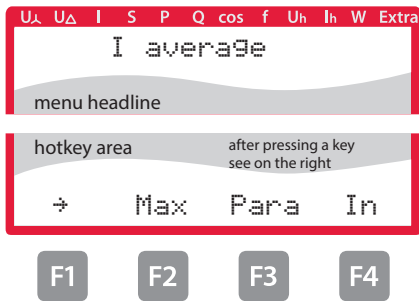 U⅄ U△ I S P Q cos f Uh Ih W Extra
I average
menu headline
hotkey area
after pressing a key
see on the right
→ Max Para In
F1 F2 F3 F4